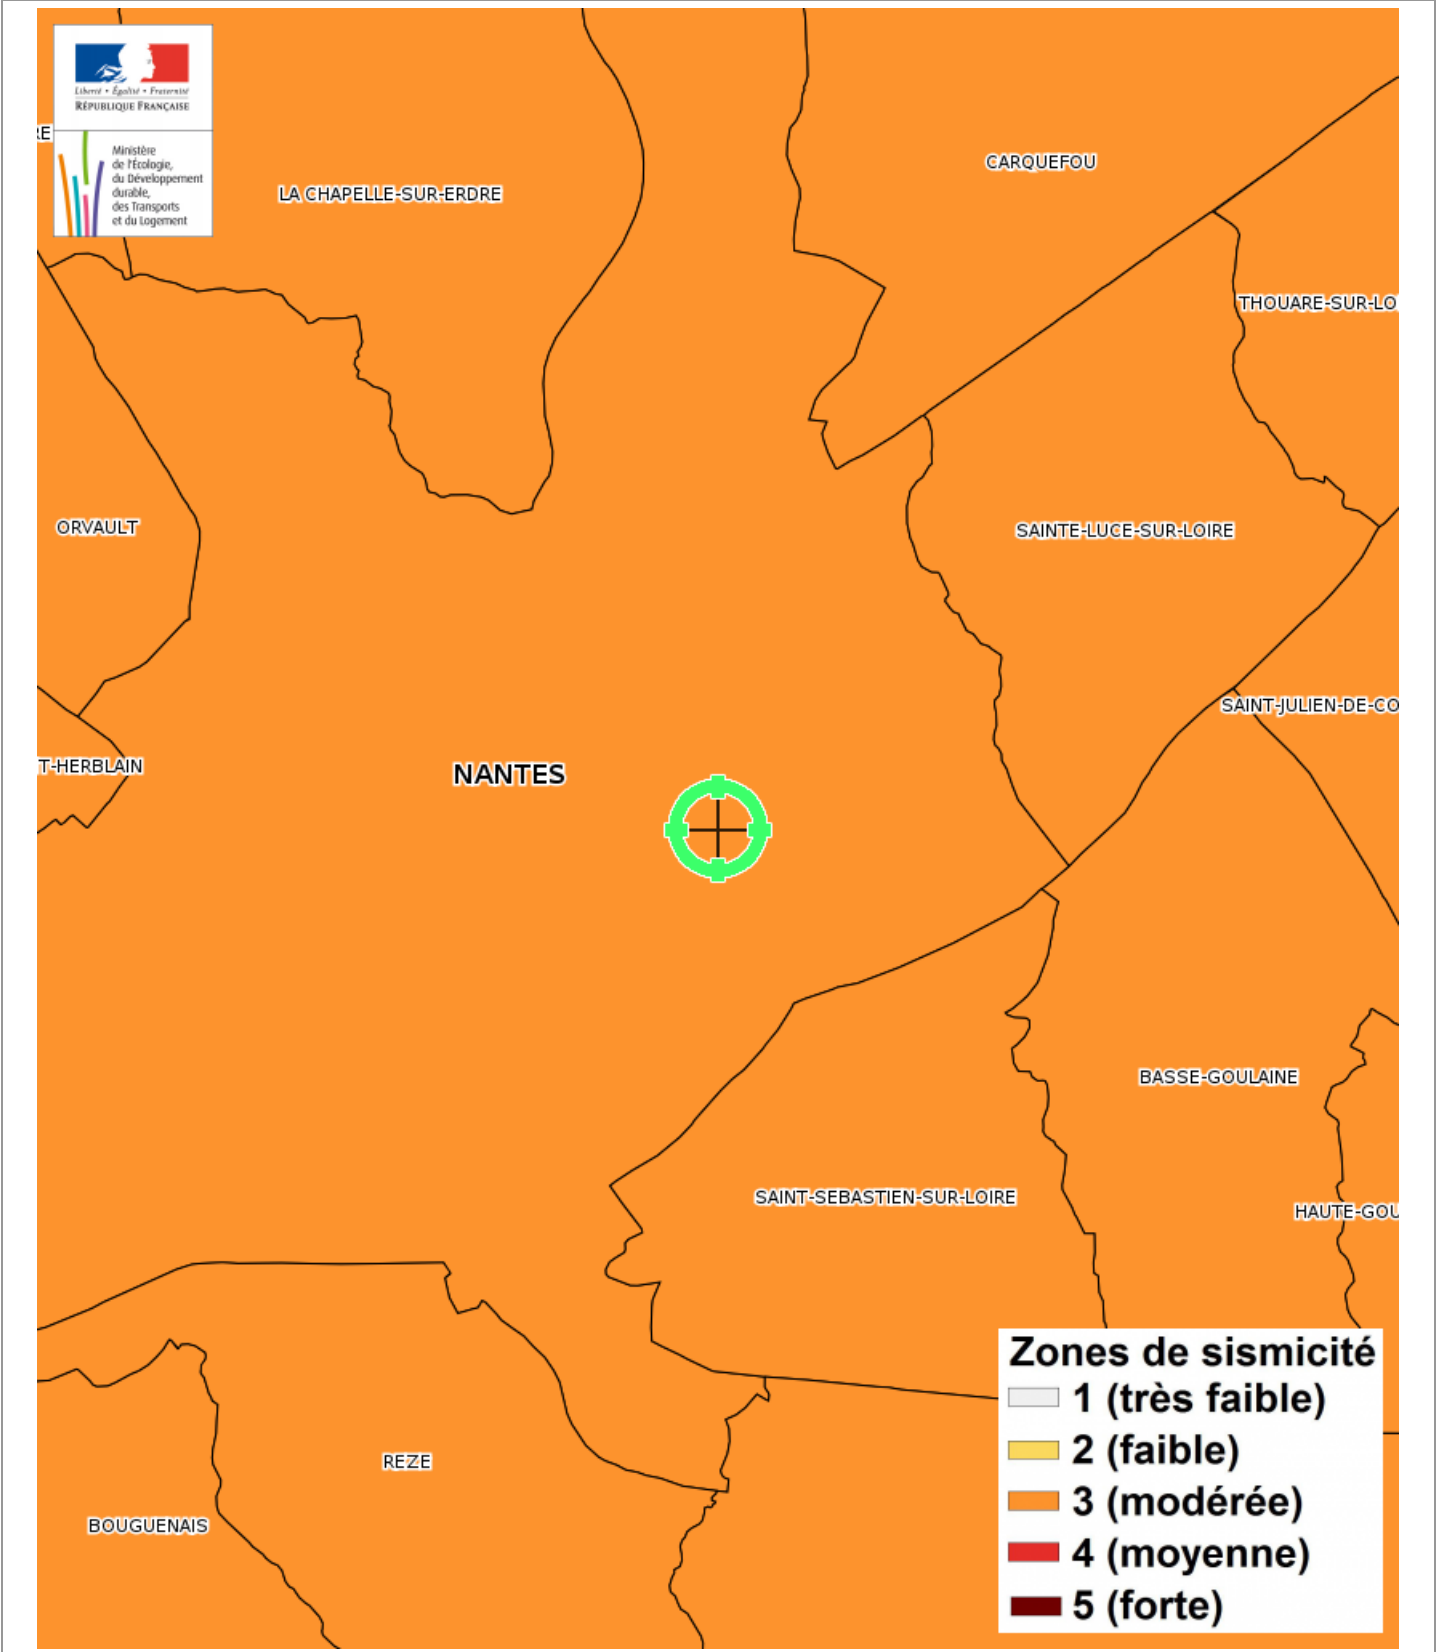 Liberté • Égalité • Fraternité
RÉPUBLIQUE FRANÇAISE
RE
Ministère
de l'Écologie,
du Développement
durable,
des Transports
et du Logement
CARQUEFOU
LA CHAPELLE-SUR-ERDRE
THOUARE-SUR-LO
ORVAULT
SAINTE-LUCE-SUR-LOIRE
SAINT-JULIEN-DE-CO
T-HERBLAIN
NANTES
BASSE-GOULAINE
SAINT-SEBASTIEN-SUR-LOIRE
HAUTE-GOU
REZE
BOUGUENAIS
Zones de sismicité
1 (très faible)
2 (faible)
3 (modérée)
4 (moyenne)
5 (forte)